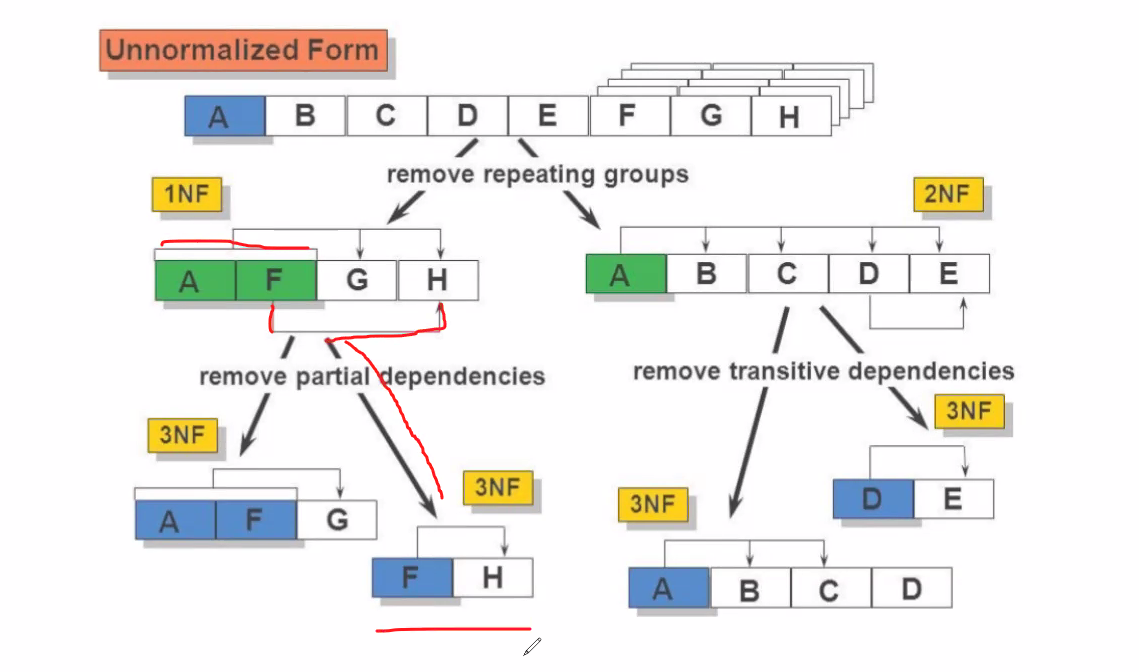 Unnormalized Form
A B C D E F G H
remove repeating groups
1NF
2NF
A F G H
A B C D E
remove partial dependencies
remove transitive dependencies
3NF
3NF
3NF
3NF
A F G
D E
F H
A B C D